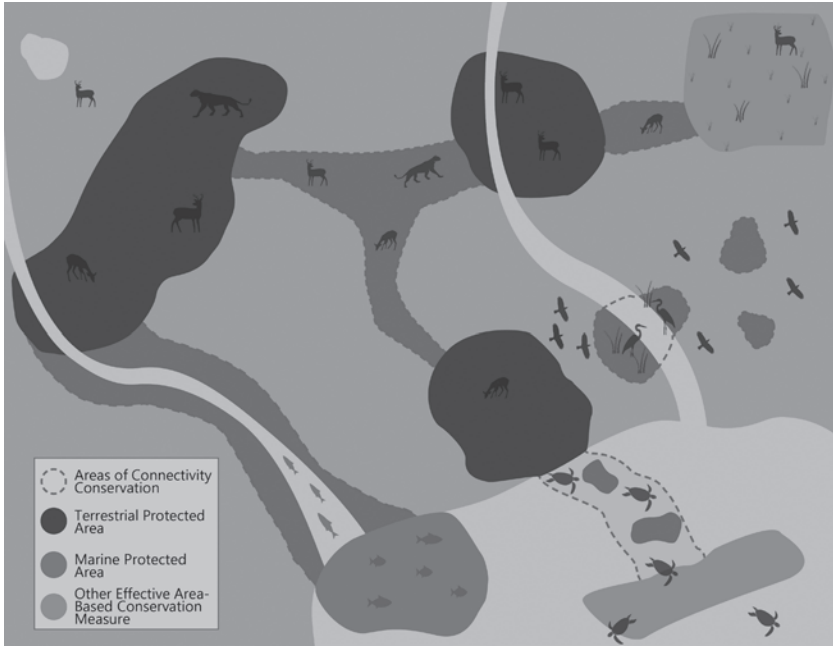 Areas of Connectivity
Conservation
Terrestrial Protected
Area
Marine Protected
Area
Other Effective Area-
Based Conservation
Measure